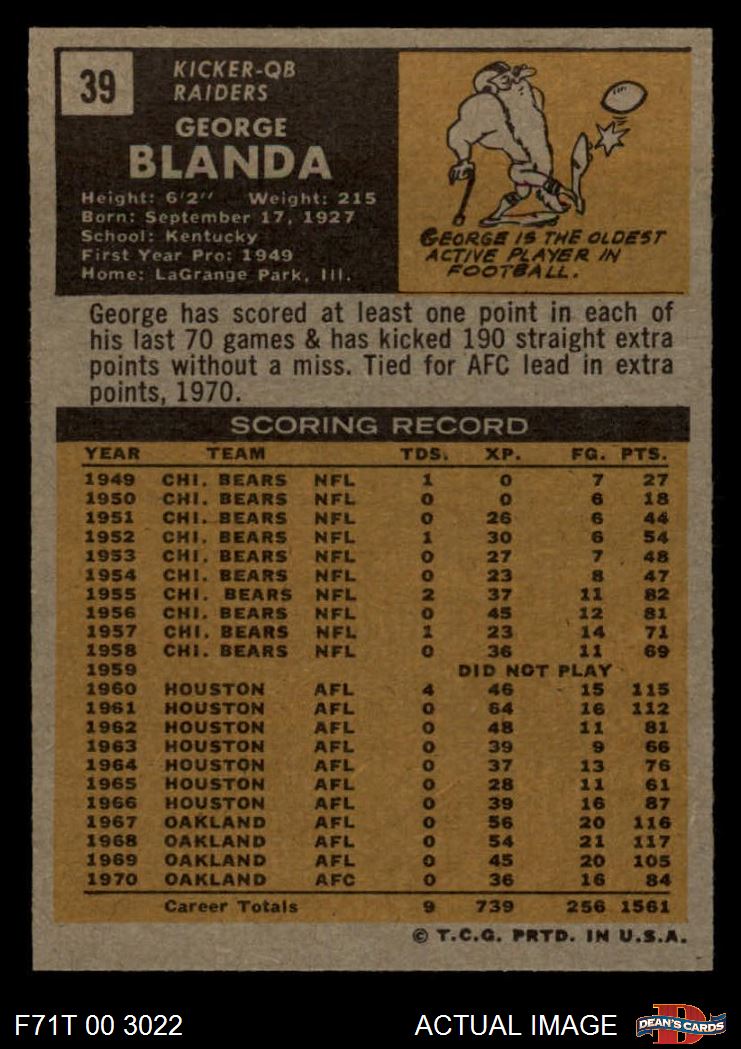 39
KICKER-QB
RAIDERS
GEORGE
BLANDA
Height: 6'2" Weight: 215
Born: September 17, 1927
School: Kentucky
First Year Pro: 1949
Home: LaGrange Park, Ill.
GEORGE IS THE OLDEST
ACTIVE PLAYER IN
FOOTBALL.
George has scored at least one point in each of
his last 70 games & has kicked 190 straight extra
points without a miss. Tied for AFC lead in extra
points, 1970.
SCORING RECORD
YEAR TEAM TDS. XP. FG. PTS.
1949 CHI. BEARS NFL 1 0 7 27
1950 CHI. BEARS NFL 0 0 6 18
1951 CHI. BEARS NFL 0 26 6 44
1952 CHI. BEARS NFL 1 30 6 54
1953 CHI. BEARS NFL 0 27 7 48
1954 CHI. BEARS NFL 0 23 8 47
1955 CHI. BEARS NFL 2 37 11 82
1956 CHI. BEARS NFL 0 45 12 81
1957 CHI. BEARS NFL 1 23 14 71
1958 CHI. BEARS NFL 0 36 11 69
1959 DID NOT PLAY
1960 HOUSTON AFL 4 46 15 115
1961 HOUSTON AFL 0 64 16 112
1962 HOUSTON AFL 0 48 11 81
1963 HOUSTON AFL 0 39 9 66
1964 HOUSTON AFL 0 37 13 76
1965 HOUSTON AFL 0 28 11 61
1966 HOUSTON AFL 0 39 16 87
1967 OAKLAND AFL 0 56 20 116
1968 OAKLAND AFL 0 54 21 117
1969 OAKLAND AFL 0 45 20 105
1970 OAKLAND AFC 0 36 16 84
Career Totals 9 739 256 1561
© T.C.G. PRTD. IN U.S.A.
F71T 00 3022 ACTUAL IMAGE
D
DEAN'S CARDS